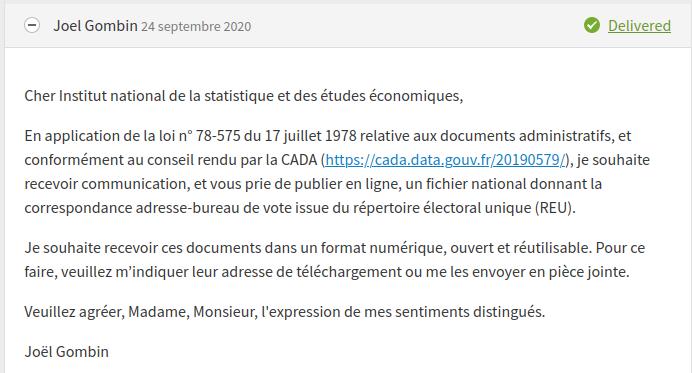 Joel Gombin 24 septembre 2020 Delivered
Cher Institut national de la statistique et des études économiques,
En application de la loi n° 78-575 du 17 juillet 1978 relative aux documents administratifs, et
conformément au conseil rendu par la CADA (https://cada.data.gouv.fr/20190579/), je souhaite
recevoir communication, et vous prie de publier en ligne, un fichier national donnant la
correspondance adresse-bureau de vote issue du répertoire électoral unique (REU).
Je souhaite recevoir ces documents dans un format numérique, ouvert et réutilisable. Pour ce
faire, veuillez m’indiquer leur adresse de téléchargement ou me les envoyer en pièce jointe.
Veuillez agréer, Madame, Monsieur, l'expression de mes sentiments distingués.
Joël Gombin